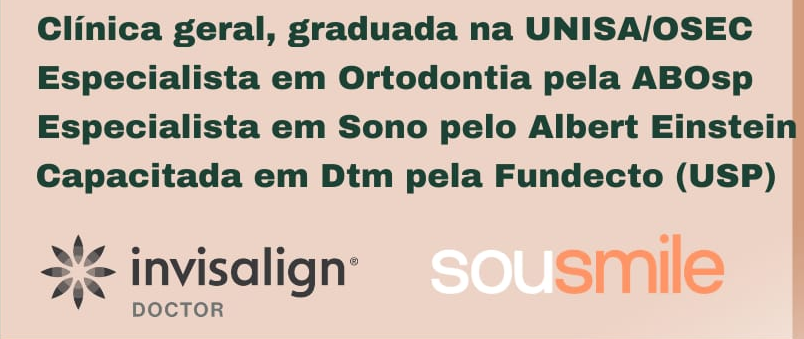 Clínica geral, graduada na UNISA/OSEC
Especialista em Ortodontia pela ABOsp
Especialista em Sono pelo Albert Einstein
Capacitada em Dtm pela Fundecto (USP)
invisalign® sousmile
DOCTOR